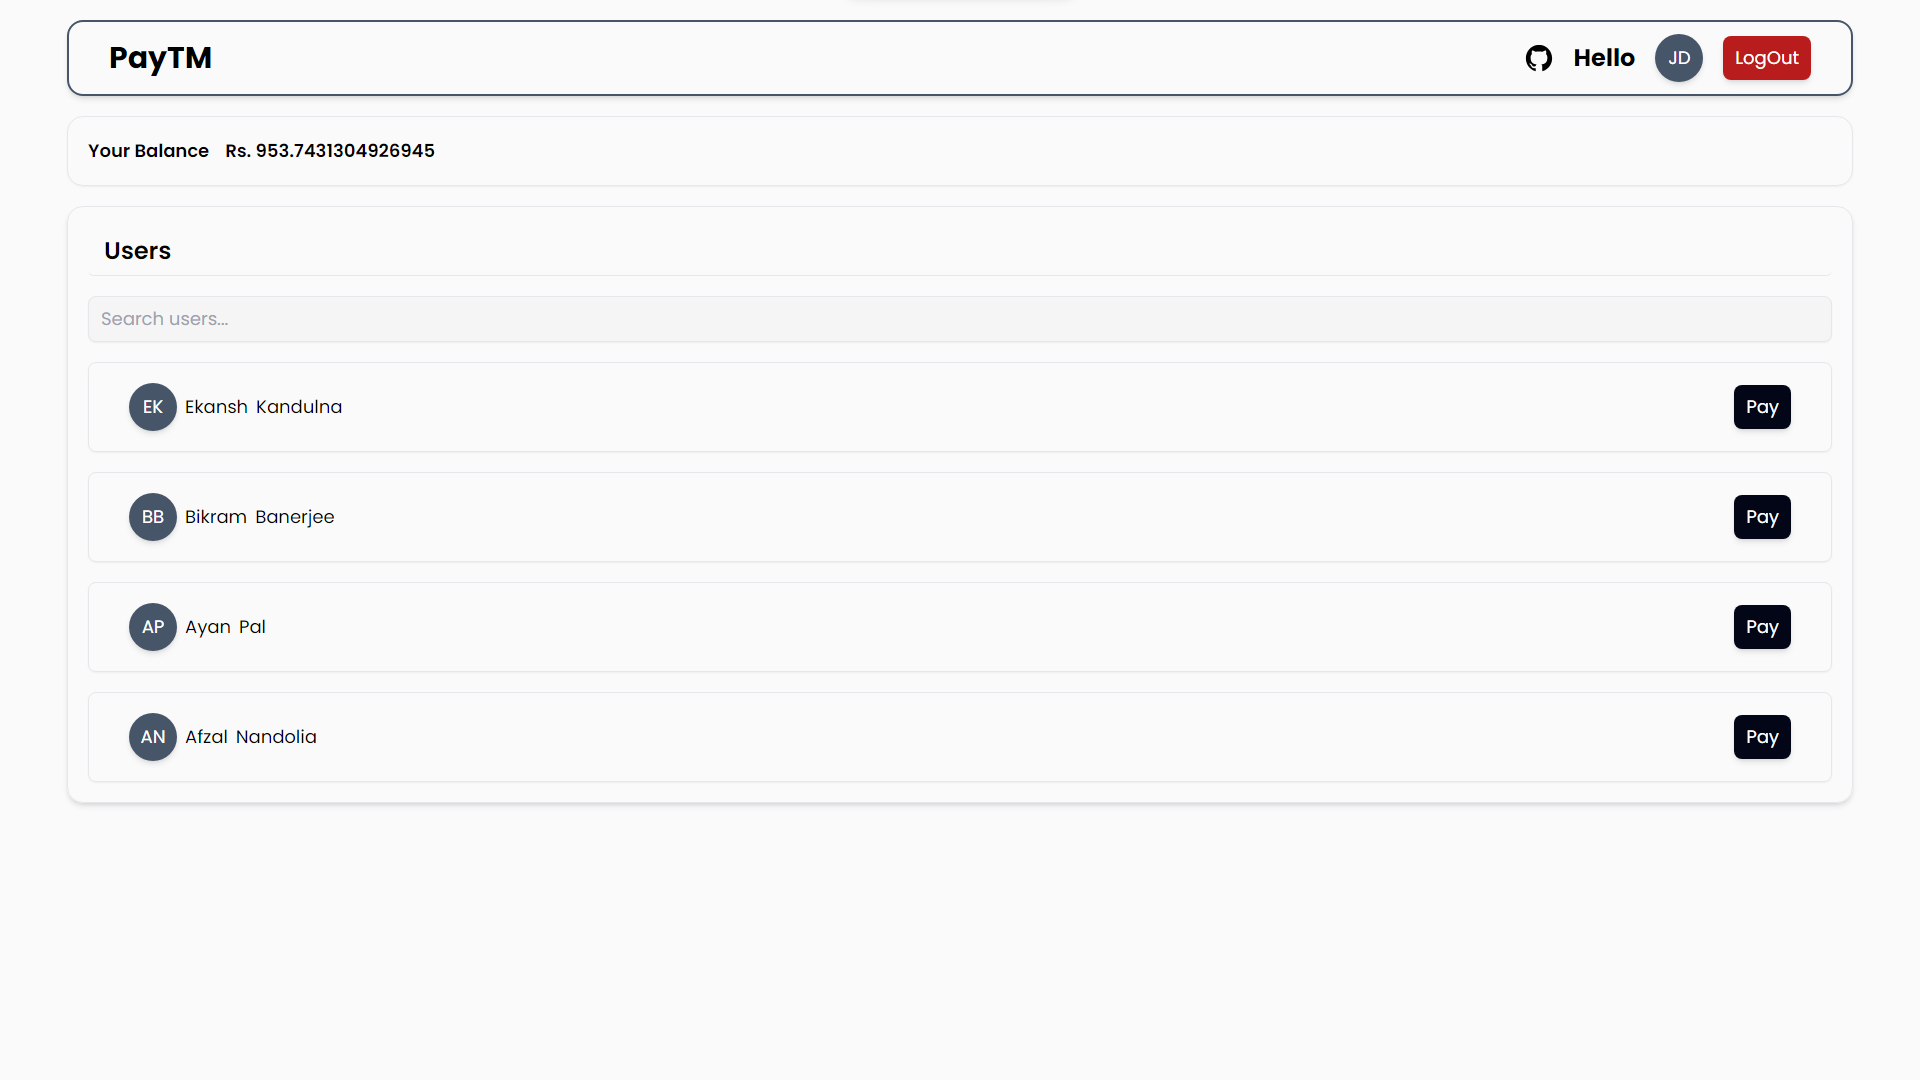 PayTM Hello JD LogOut
Your Balance Rs. 953.7431304926945
Users
Search users...
EK Ekansh Kandulna Pay
BB Bikram Banerjee Pay
AP Ayan Pal Pay
AN Afzal Nandolia Pay